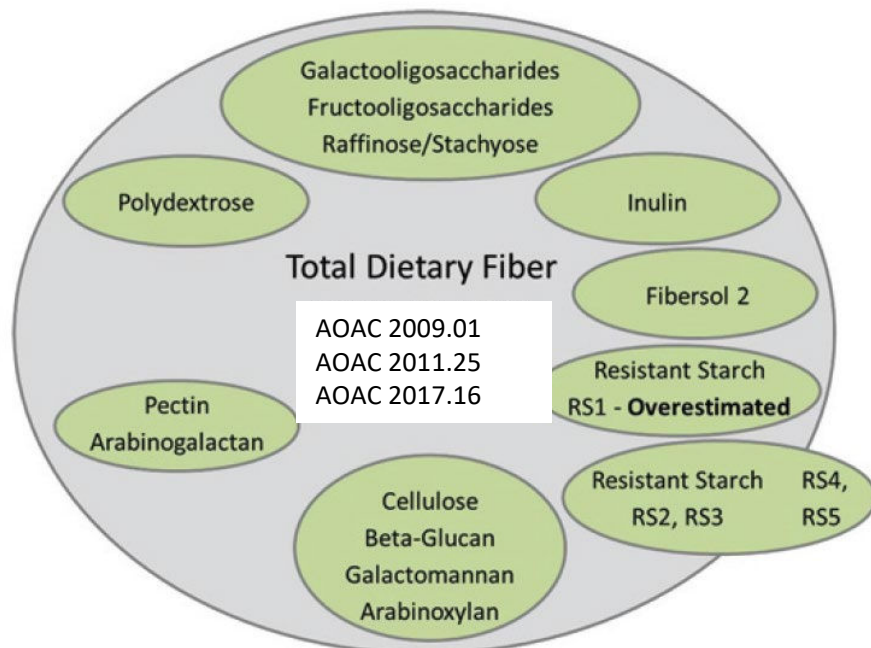 Galactooligosaccharides
Fructooligosaccharides
Raffinose/Stachyose
Polydextrose
Inulin
Total Dietary Fiber
Fibersol 2
AOAC 2009.01
AOAC 2011.25
AOAC 2017.16
Resistant Starch
RS1 - Overestimated
Pectin
Arabinogalactan
Resistant Starch RS4,
RS2, RS3 RS5
Cellulose
Beta-Glucan
Galactomannan
Arabinoxylan